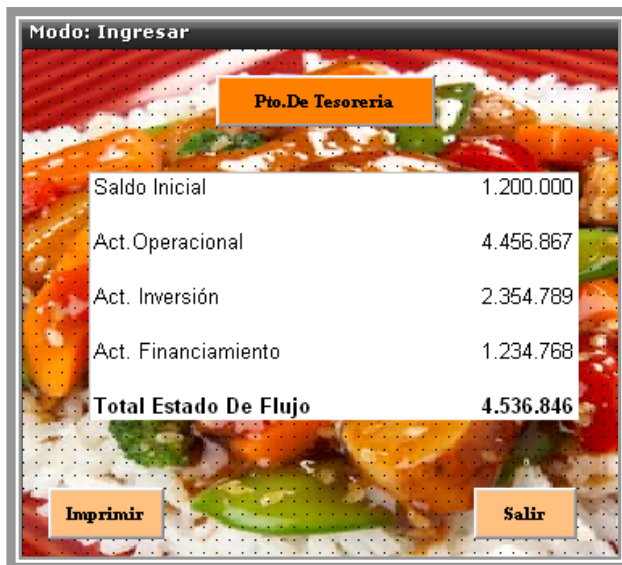 Modo: Ingresar
Pto.De Tesoreria
Saldo Inicial 1.200.000
Act.Operacional 4.456.867
Act. Inversión 2.354.789
Act. Financiamiento 1.234.768
Total Estado De Flujo 4.536.846
Imprimir Salir